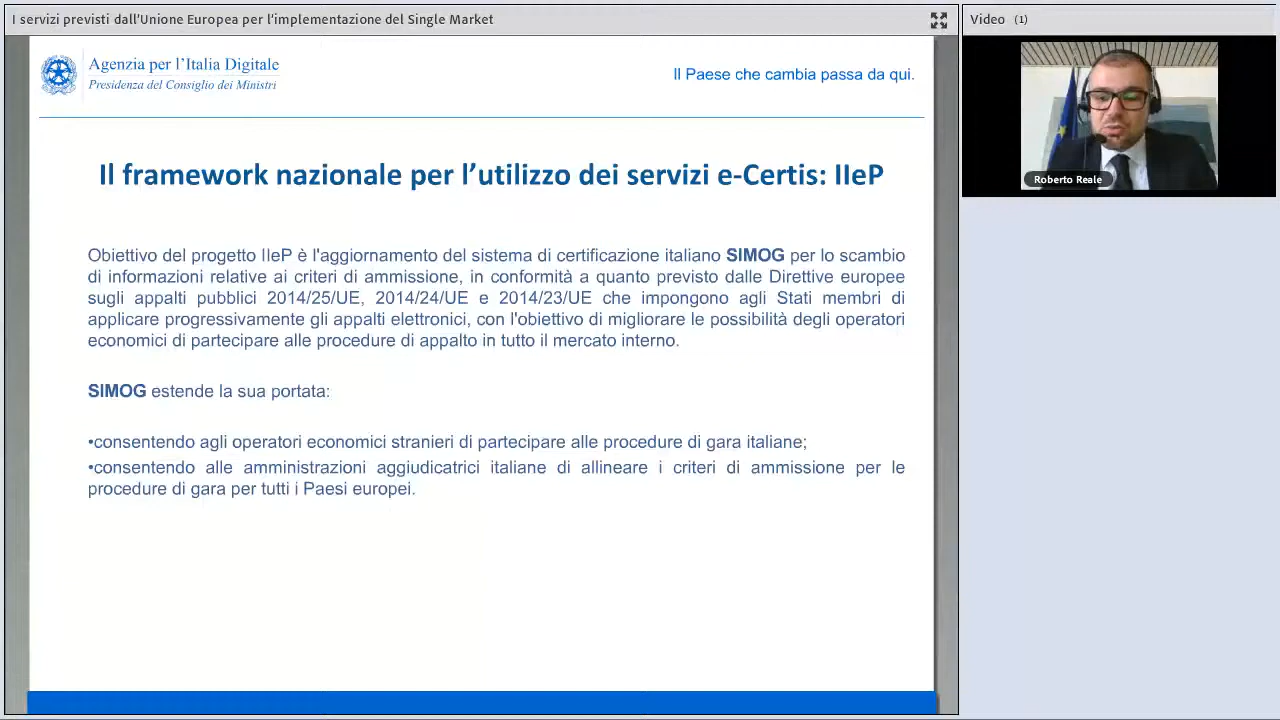 I servizi previsti dall'Unione Europea per l'implementazione del Single Market
Video (1)
Agenzia per l'Italia Digitale
Presidenza del Consiglio dei Ministri
Il Paese che cambia passa da qui.
Roberto Reale
Il framework nazionale per l'utilizzo dei servizi e-Certis: IIeP
Obiettivo del progetto IIeP è l'aggiornamento del sistema di certificazione italiano SIMOG per lo scambio
di informazioni relative ai criteri di ammissione, in conformità a quanto previsto dalle Direttive europee
sugli appalti pubblici 2014/25/UE, 2014/24/UE e 2014/23/UE che impongono agli Stati membri di
applicare progressivamente gli appalti elettronici, con l'obiettivo di migliorare le possibilità degli operatori
economici di partecipare alle procedure di appalto in tutto il mercato interno.
SIMOG estende la sua portata:
•consentendo agli operatori economici stranieri di partecipare alle procedure di gara italiane;
•consentendo alle amministrazioni aggiudicatrici italiane di allineare i criteri di ammissione per le
procedure di gara per tutti i Paesi europei.